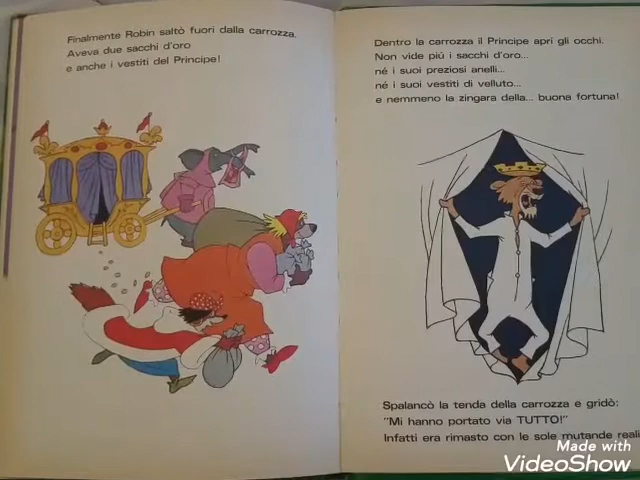 Finalmente Robin saltò fuori dalla carrozza.
Aveva due sacchi d'oro
e anche i vestiti del Principe!
Dentro la carrozza il Principe aprì gli occhi.
Non vide più i sacchi d'oro...
né i suoi preziosi anelli...
né i suoi vestiti di velluto...
e nemmeno la zingara della... buona fortuna!
Spalancò la tenda della carrozza e gridò:
"Mi hanno portato via TUTTO!"
Infatti era rimasto con le sole mutande reali
Made with
VideoShow